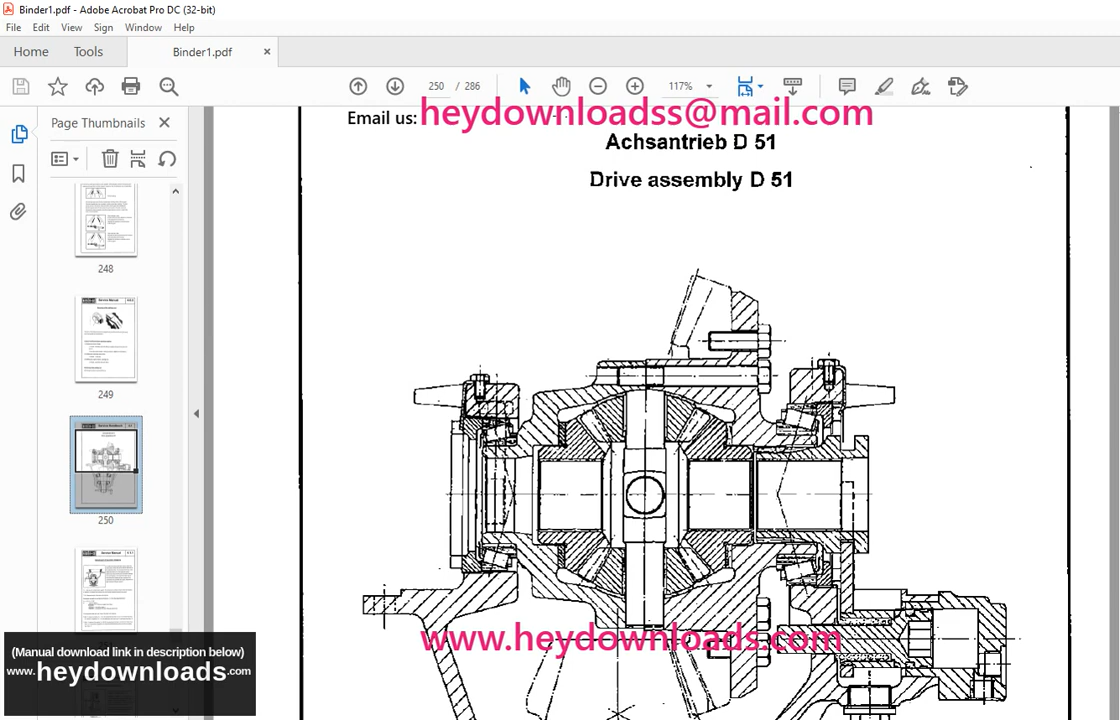 Binder1.pdf - Adobe Acrobat Pro DC (32-bit)
File Edit View Sign Window Help
Home Tools Binder1.pdf ×
250 / 286 117%
Page Thumbnails
248
249
250
Email us: heydownloadss@mail.com
Achsantrieb D 51
Drive assembly D 51
www.heydownloads.com
(Manual download link in description below)
www.heydownloads.com